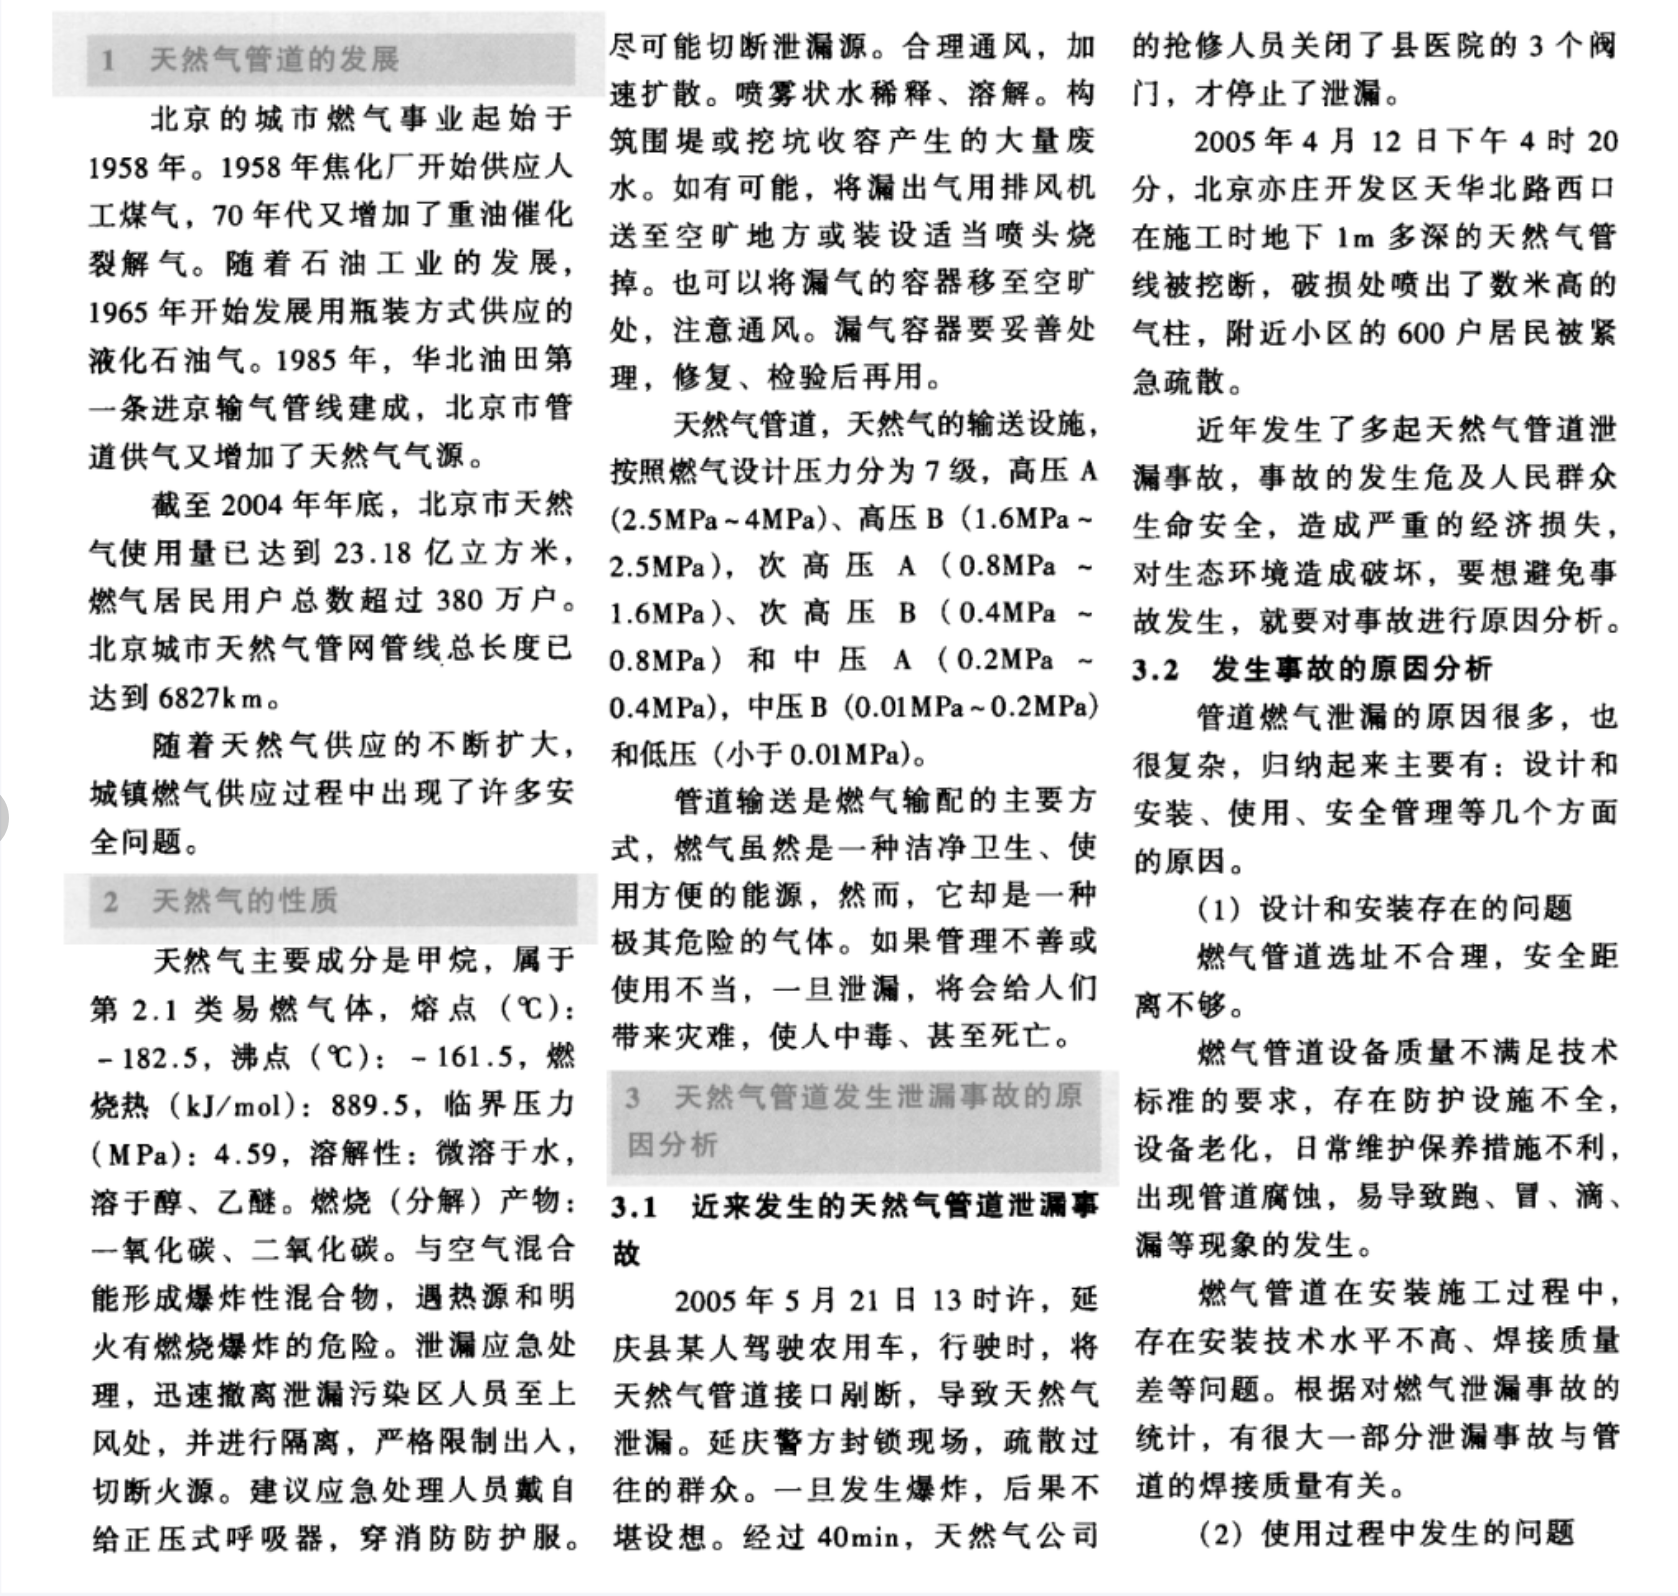 1 天然气管道的发展
北京的城市燃气事业起始于
1958年。1958年焦化厂开始供应人
工煤气，70年代又增加了重油催化
裂解气。随着石油工业的发展，
1965年开始发展用瓶装方式供应的
液化石油气。1985年，华北油田第
一条进京输气管线建成，北京市管
道供气又增加了天然气气源。
截至2004年年底，北京市天然
气使用量已达到23.18亿立方米，
燃气居民用户总数超过380万户。
北京城市天然气管网管线总长度已
达到6827km。
随着天然气供应的不断扩大，
城镇燃气供应过程中出现了许多安
全问题。
2 天然气的性质
天然气主要成分是甲烷，属于
第2.1类易燃气体，熔点（℃）：
－182.5，沸点（℃）：－161.5，燃
烧热（kJ/mol）：889.5，临界压力
（MPa）：4.59，溶解性：微溶于水，
溶于醇、乙醚。燃烧（分解）产物：
一氧化碳、二氧化碳。与空气混合
能形成爆炸性混合物，遇热源和明
火有燃烧爆炸的危险。泄漏应急处
理，迅速撤离泄漏污染区人员至上
风处，并进行隔离，严格限制出入，
切断火源。建议应急处理人员戴自
给正压式呼吸器，穿消防防护服。
尽可能切断泄漏源。合理通风，加
速扩散。喷雾状水稀释、溶解。构
筑围堤或挖坑收容产生的大量废
水。如有可能，将漏出气用排风机
送至空旷地方或装设适当喷头烧
掉。也可以将漏气的容器移至空旷
处，注意通风。漏气容器要妥善处
理，修复、检验后再用。
天然气管道，天然气的输送设施，
按照燃气设计压力分为7级，高压A
(2.5MPa～4MPa)、高压B（1.6MPa～
2.5MPa），次高压A（0.8MPa～
1.6MPa）、次高压B（0.4MPa～
0.8MPa）和中压A（0.2MPa～
0.4MPa)，中压B（0.01MPa～0.2MPa）
和低压（小于0.01MPa）。
管道输送是燃气输配的主要方
式，燃气虽然是一种洁净卫生、使
用方便的能源，然而，它却是一种
极其危险的气体。如果管理不善或
使用不当，一旦泄漏，将会给人们
带来灾难，使人中毒、甚至死亡。
3 天然气管道发生泄漏事故的原
因分析
3.1 近来发生的天然气管道泄漏事
故
2005年5月21日13时许，延
庆县某人驾驶农用车，行驶时，将
天然气管道接口剐断，导致天然气
泄漏。延庆警方封锁现场，疏散过
往的群众。一旦发生爆炸，后果不
堪设想。经过40min，天然气公司
的抢修人员关闭了县医院的3个阀
门，才停止了泄漏。
2005年4月12日下午4时20
分，北京亦庄开发区天华北路西口
在施工时地下1m多深的天然气管
线被挖断，破损处喷出了数米高的
气柱，附近小区的600户居民被紧
急疏散。
近年发生了多起天然气管道泄
漏事故，事故的发生危及人民群众
生命安全，造成严重的经济损失，
对生态环境造成破坏，要想避免事
故发生，就要对事故进行原因分析。
3.2 发生事故的原因分析
管道燃气泄漏的原因很多，也
很复杂，归纳起来主要有：设计和
安装、使用、安全管理等几个方面
的原因。
（1）设计和安装存在的问题
燃气管道选址不合理，安全距
离不够。
燃气管道设备质量不满足技术
标准的要求，存在防护设施不全，
设备老化，日常维护保养措施不利，
出现管道腐蚀，易导致跑、冒、滴、
漏等现象的发生。
燃气管道在安装施工过程中，
存在安装技术水平不高、焊接质量
差等问题。根据对燃气泄漏事故的
统计，有很大一部分泄漏事故与管
道的焊接质量有关。
（2）使用过程中发生的问题